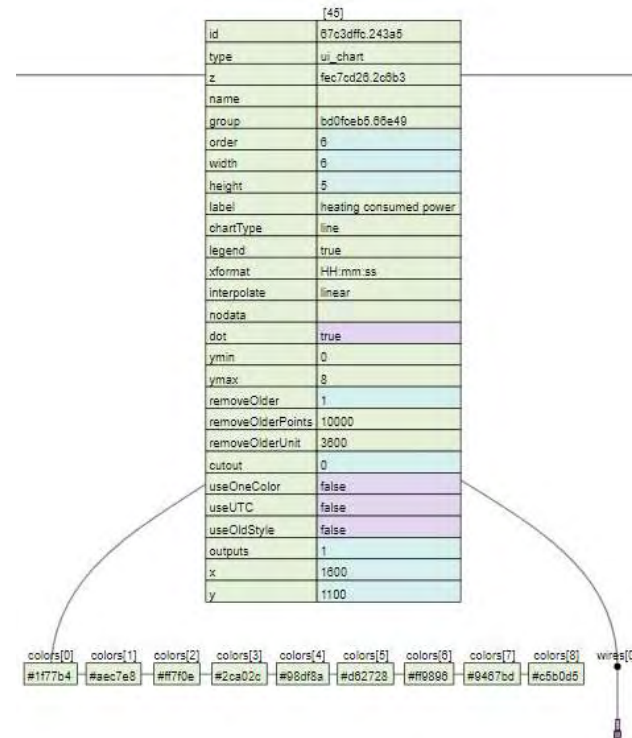 [45]
id 67c3dffc.243a5
type ui_chart
z fec7cd26.2c6b3
name
group bd0fceb5.66e49
order 6
width 6
height 5
label heating consumed power
chartType line
legend true
xformat HH:mm:ss
interpolate linear
nodata
dot true
ymin 0
ymax 8
removeOlder 1
removeOlderPoints 10000
removeOlderUnit 3600
cutout 0
useOneColor false
useUTC false
useOldStyle false
outputs 1
x 1600
y 1100
colors[0] colors[1] colors[2] colors[3] colors[4] colors[5] colors[6] colors[7] colors[8] wires[0
#1f77b4 #aec7e8 #ff7f0e #2ca02c #98df8a #d62728 #ff9896 #9467bd #c5b0d5